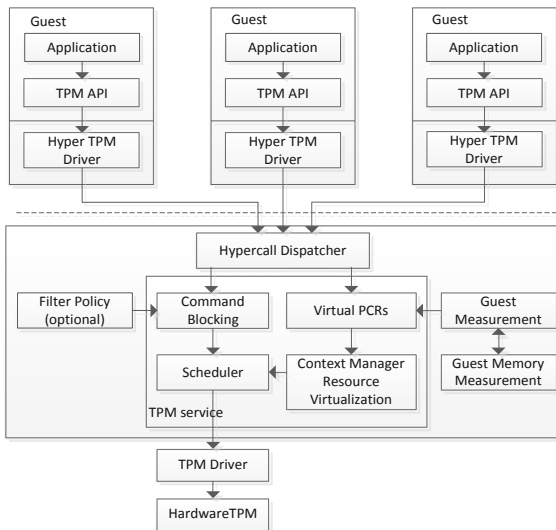 Guest
Guest
Guest
Application
Application
Application
TPM API
TPM API
TPM API
Hyper TPM
Driver
Hyper TPM
Driver
Hyper TPM
Driver
Hypercall Dispatcher
Filter Policy
(optional)
Command
Blocking
Virtual PCRs
Guest
Measurement
Scheduler
Context Manager
Resource
Virtualization
Guest Memory
Measurement
TPM service
TPM Driver
HardwareTPM